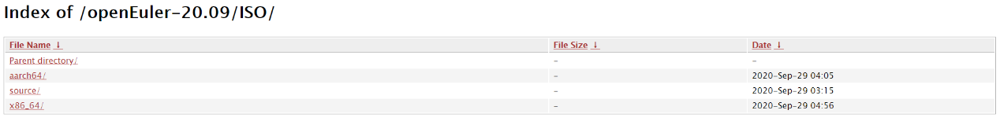 Index of /openEuler-20.09/ISO/
File Name ↓ File Size ↓ Date ↓
Parent directory/ - -
aarch64/ - 2020-Sep-29 04:05
source/ - 2020-Sep-29 03:15
x86_64/ - 2020-Sep-29 04:56